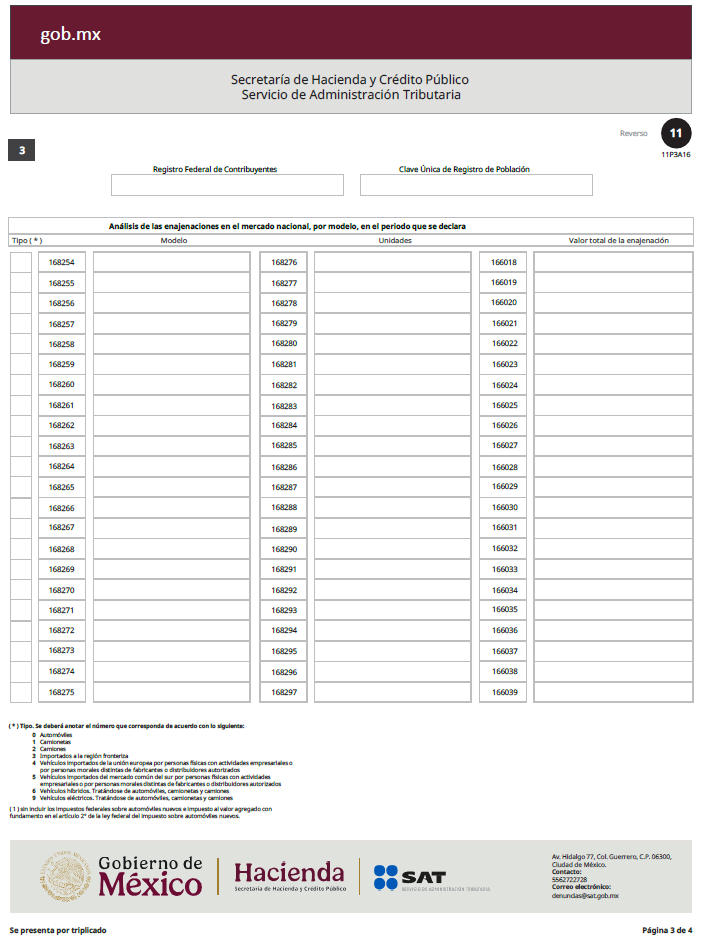 gob.mx
Secretaría de Hacienda y Crédito Público
Servicio de Administración Tributaria
Reverso
11
11P3A16
3
Registro Federal de Contribuyentes
Clave Única de Registro de Población
Análisis de las enajenaciones en el mercado nacional, por modelo, en el periodo que se declara
Tipo ( * ) Modelo Unidades Valor total de la enajenación
168254 168276 166018
168255 168277 166019
168256 168278 166020
168257 168279 166021
168258 168280 166022
168259 168281 166023
168260 168282 166024
168261 168283 166025
168262 168284 166026
168263 168285 166027
168264 168286 166028
168265 168287 166029
168266 168288 166030
168267 168289 166031
168268 168290 166032
168269 168291 166033
168270 168292 166034
168271 168293 166035
168272 168294 166036
168273 168295 166037
168274 168296 166038
168275 168297 166039
( * ) Tipo. Se deberá anotar el número que corresponda de acuerdo con lo siguiente:
0 Automóviles
1 Camionetas
2 Camiones
3 Importados a la región fronteriza
4 Vehículos importados de la unión europea por personas físicas con actividades empresariales o
por personas morales distintas de fabricantes o distribuidores autorizados
5 Vehículos importados del mercado común del sur por personas físicas con actividades
empresariales o por personas morales distintas de fabricantes o distribuidores autorizados
6 Vehículos híbridos. Tratándose de automóviles, camionetas y camiones
9 Vehículos eléctricos. Tratándose de automóviles, camionetas y camiones
( 1 ) sin incluir los impuestos federales sobre automóviles nuevos e impuesto al valor agregado con
fundamento en el artículo 2° de la ley federal del impuesto sobre automóviles nuevos.
Gobierno de
México
Hacienda
Secretaría de Hacienda y Crédito Público
SAT
SERVICIO DE ADMINISTRACIÓN TRIBUTARIA
Av. Hidalgo 77, Col. Guerrero, C.P. 06300,
Ciudad de México.
Contacto:
5562722728
Correo electrónico:
denundas@sat.gob.mx
Se presenta por triplicado
Página 3 de 4